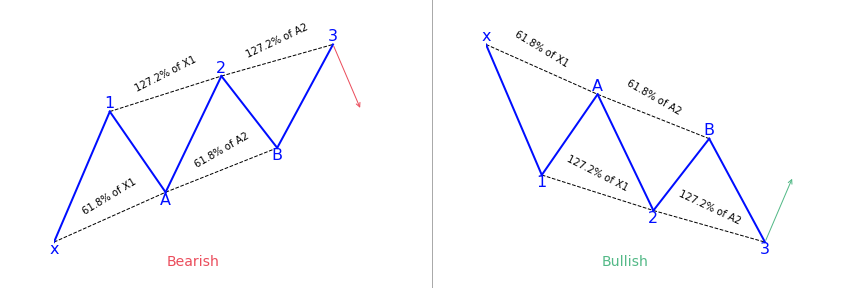 3
127.2% of A2
2
127.2% of X1
1
61.8% of A2
B
61.8% of X1
A
x
Bearish
x
61.8% of X1
A
61.8% of A2
B
127.2% of X1
1
127.2% of A2
2
3
Bullish